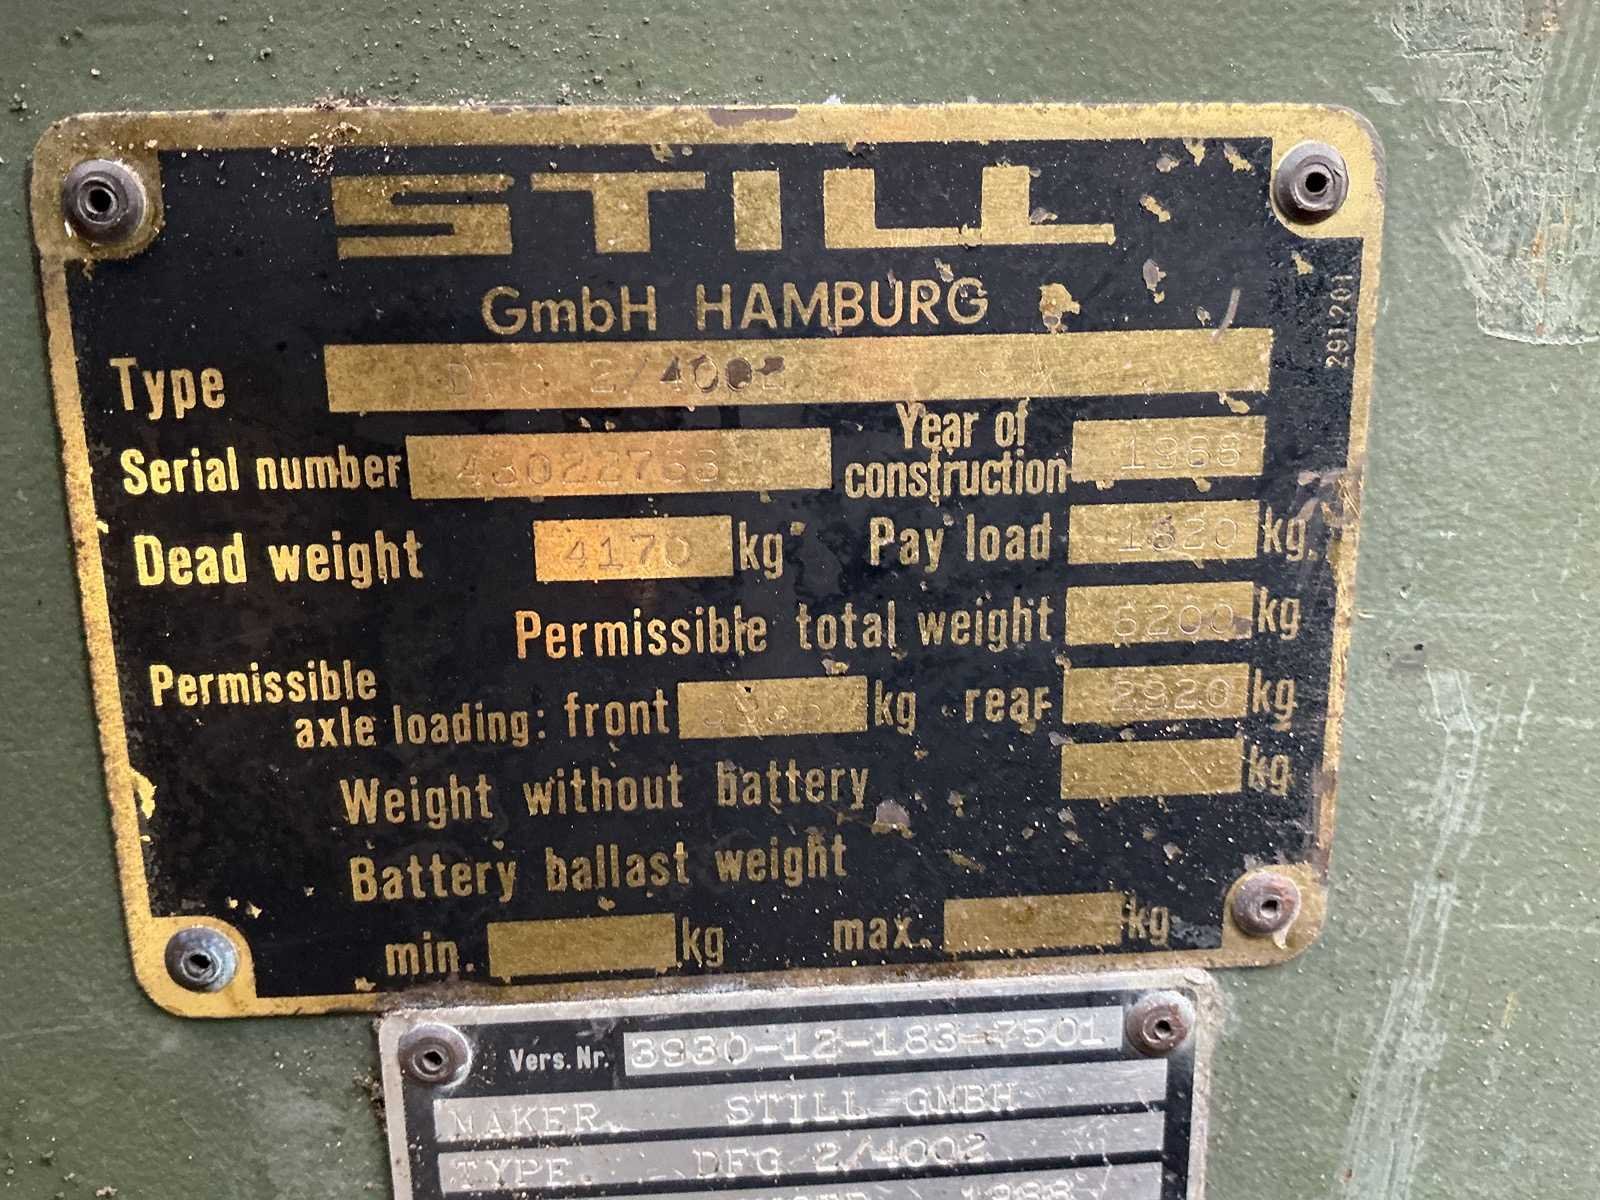 STILL
GmbH HAMBURG
2912201
Type DFG 2/4002
Serial number
Year of construction 1988
Dead weight 4170 kg Pay load kg
Permissible total weight 6200 kg
Permissible
axle loading: front kg rear 2920 kg
Weight without battery kg
Battery ballast weight
min. kg max. kg
Vers.Nr. 3930-12-183-7501
MAKER. STILL GMBH
TYPE. DFG 2/4002
1988